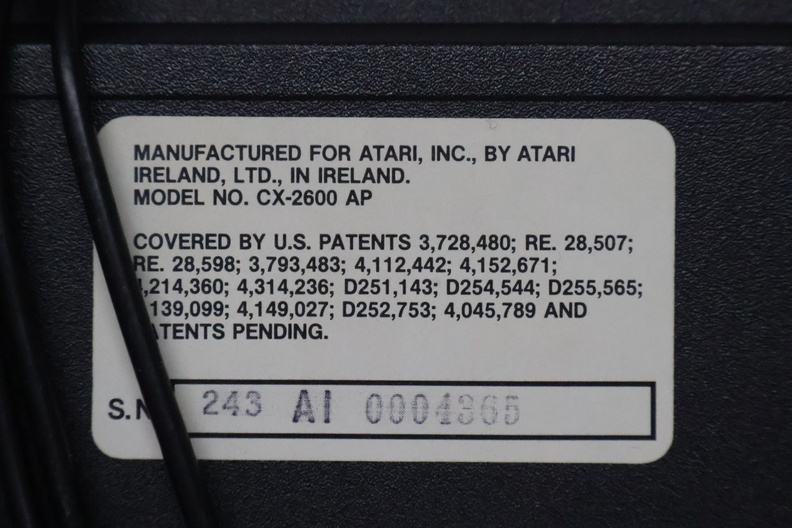 MANUFACTURED FOR ATARI, INC., BY ATARI
IRELAND, LTD., IN IRELAND.
MODEL NO. CX-2600 AP
COVERED BY U.S. PATENTS 3,728,480; RE. 28,507;
RE. 28,598; 3,793,483; 4,112,442; 4,152,671;
4,214,360; 4,314,236; D251,143; D254,544; D255,565;
139,099; 4,149,027; D252,753; 4,045,789 AND
PATENTS PENDING.
S.N 243 AI 0004365